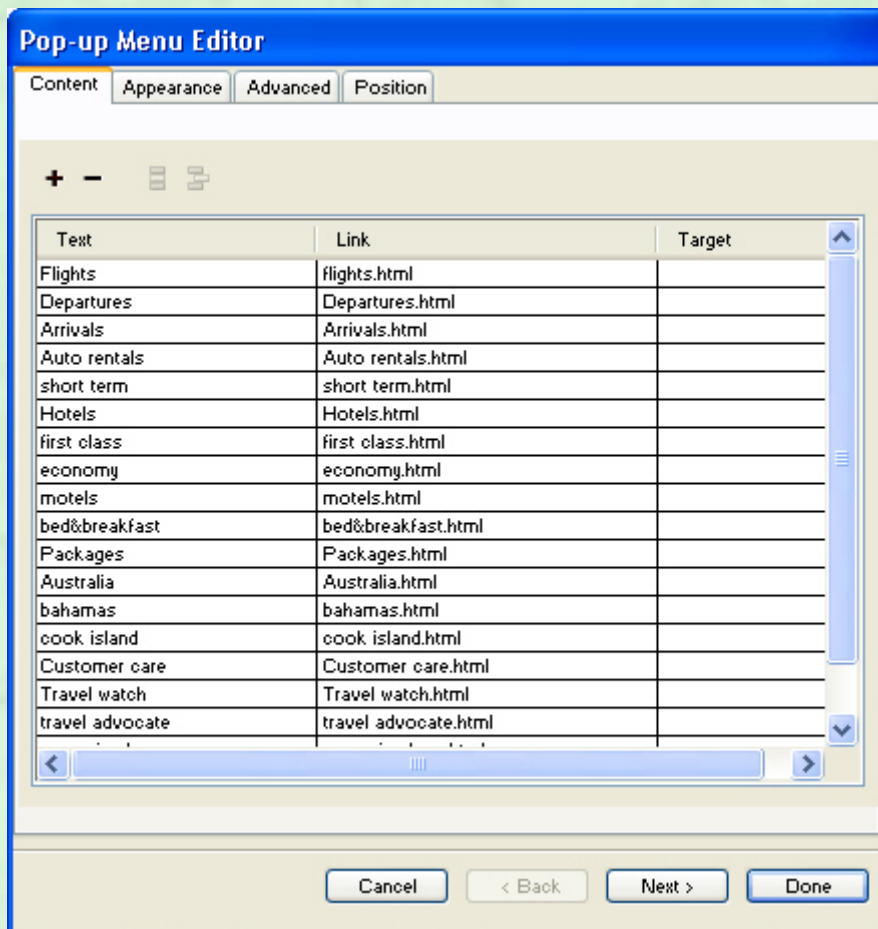 Pop-up Menu Editor
Content Appearance Advanced Position
+ −
Text Link Target
Flights flights.html
Departures Departures.html
Arrivals Arrivals.html
Auto rentals Auto rentals.html
short term short term.html
Hotels Hotels.html
first class first class.html
economy economy.html
motels motels.html
bed&breakfast bed&breakfast.html
Packages Packages.html
Australia Australia.html
bahamas bahamas.html
cook island cook island.html
Customer care Customer care.html
Travel watch Travel watch.html
travel advocate travel advocate.html
Cancel < Back Next > Done